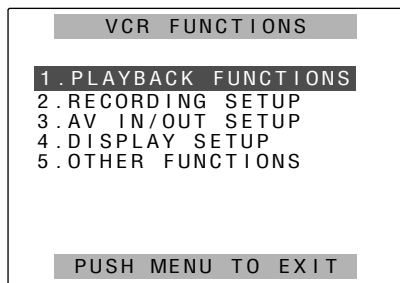 VCR FUNCTIONS
1.PLAYBACK FUNCTIONS
2.RECORDING SETUP
3.AV IN/OUT SETUP
4.DISPLAY SETUP
5.OTHER FUNCTIONS
PUSH MENU TO EXIT